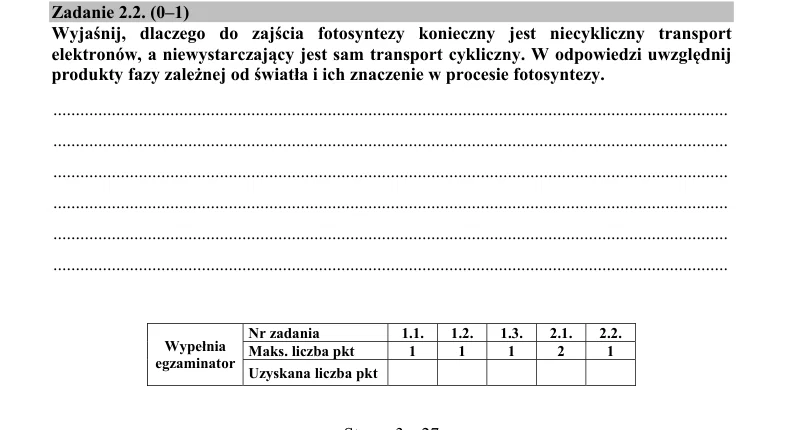 Zadanie 2.2. (0–1)
Wyjaśnij, dlaczego do zajścia fotosyntezy konieczny jest niecykliczny transport
elektronów, a niewystarczający jest sam transport cykliczny. W odpowiedzi uwzględnij
produkty fazy zależnej od światła i ich znaczenie w procesie fotosyntezy.
Wypełnia egzaminator
Nr zadania 1.1. 1.2. 1.3. 2.1. 2.2.
Maks. liczba pkt 1 1 1 2 1
Uzyskana liczba pkt